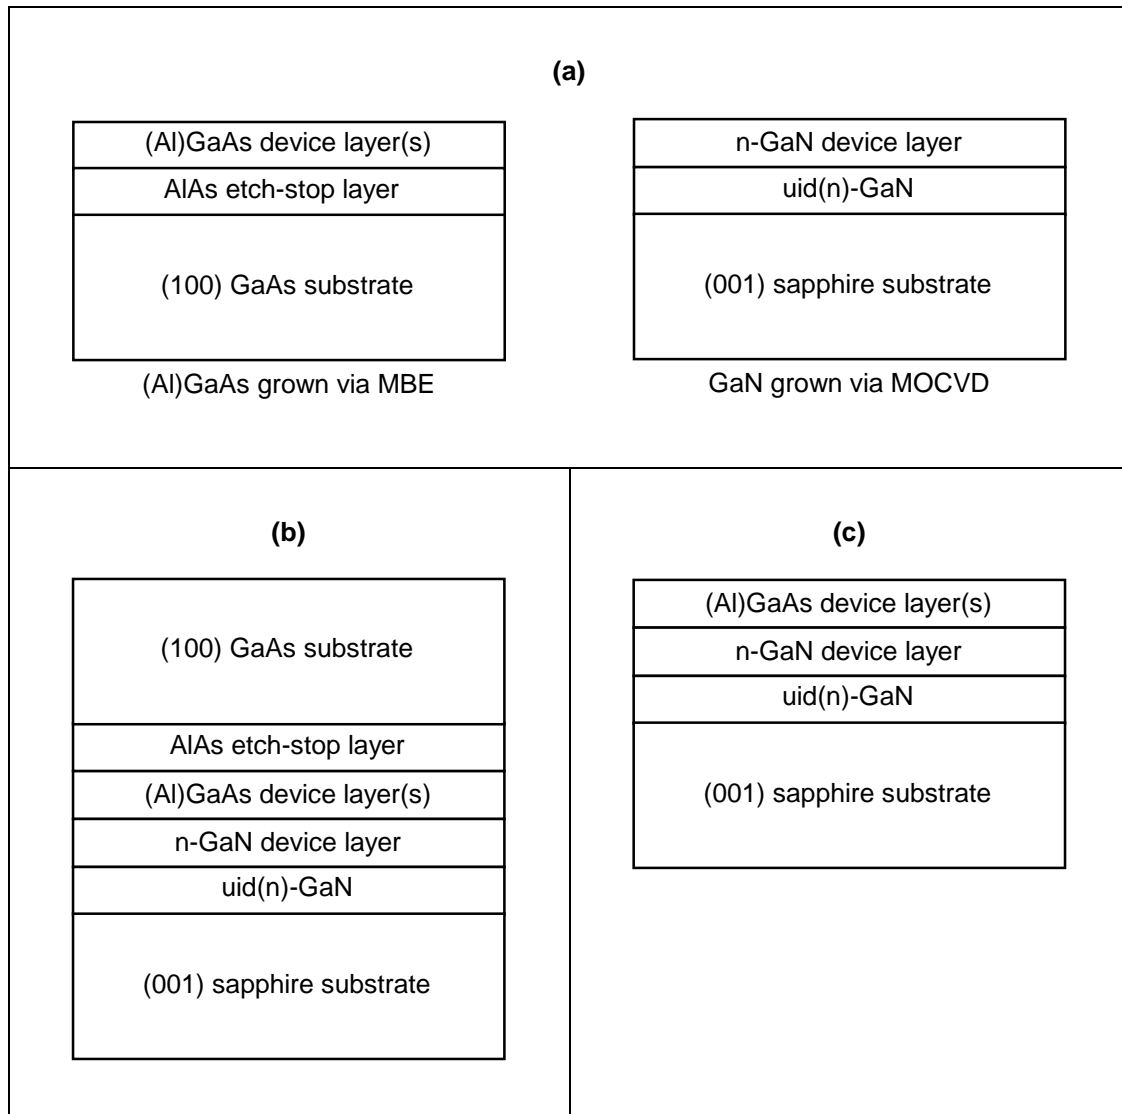 (a)
(Al)GaAs device layer(s)
AlAs etch-stop layer
(100) GaAs substrate
(Al)GaAs grown via MBE
n-GaN device layer
uid(n)-GaN
(001) sapphire substrate
GaN grown via MOCVD
(b)
(100) GaAs substrate
AlAs etch-stop layer
(Al)GaAs device layer(s)
n-GaN device layer
uid(n)-GaN
(001) sapphire substrate
(c)
(Al)GaAs device layer(s)
n-GaN device layer
uid(n)-GaN
(001) sapphire substrate